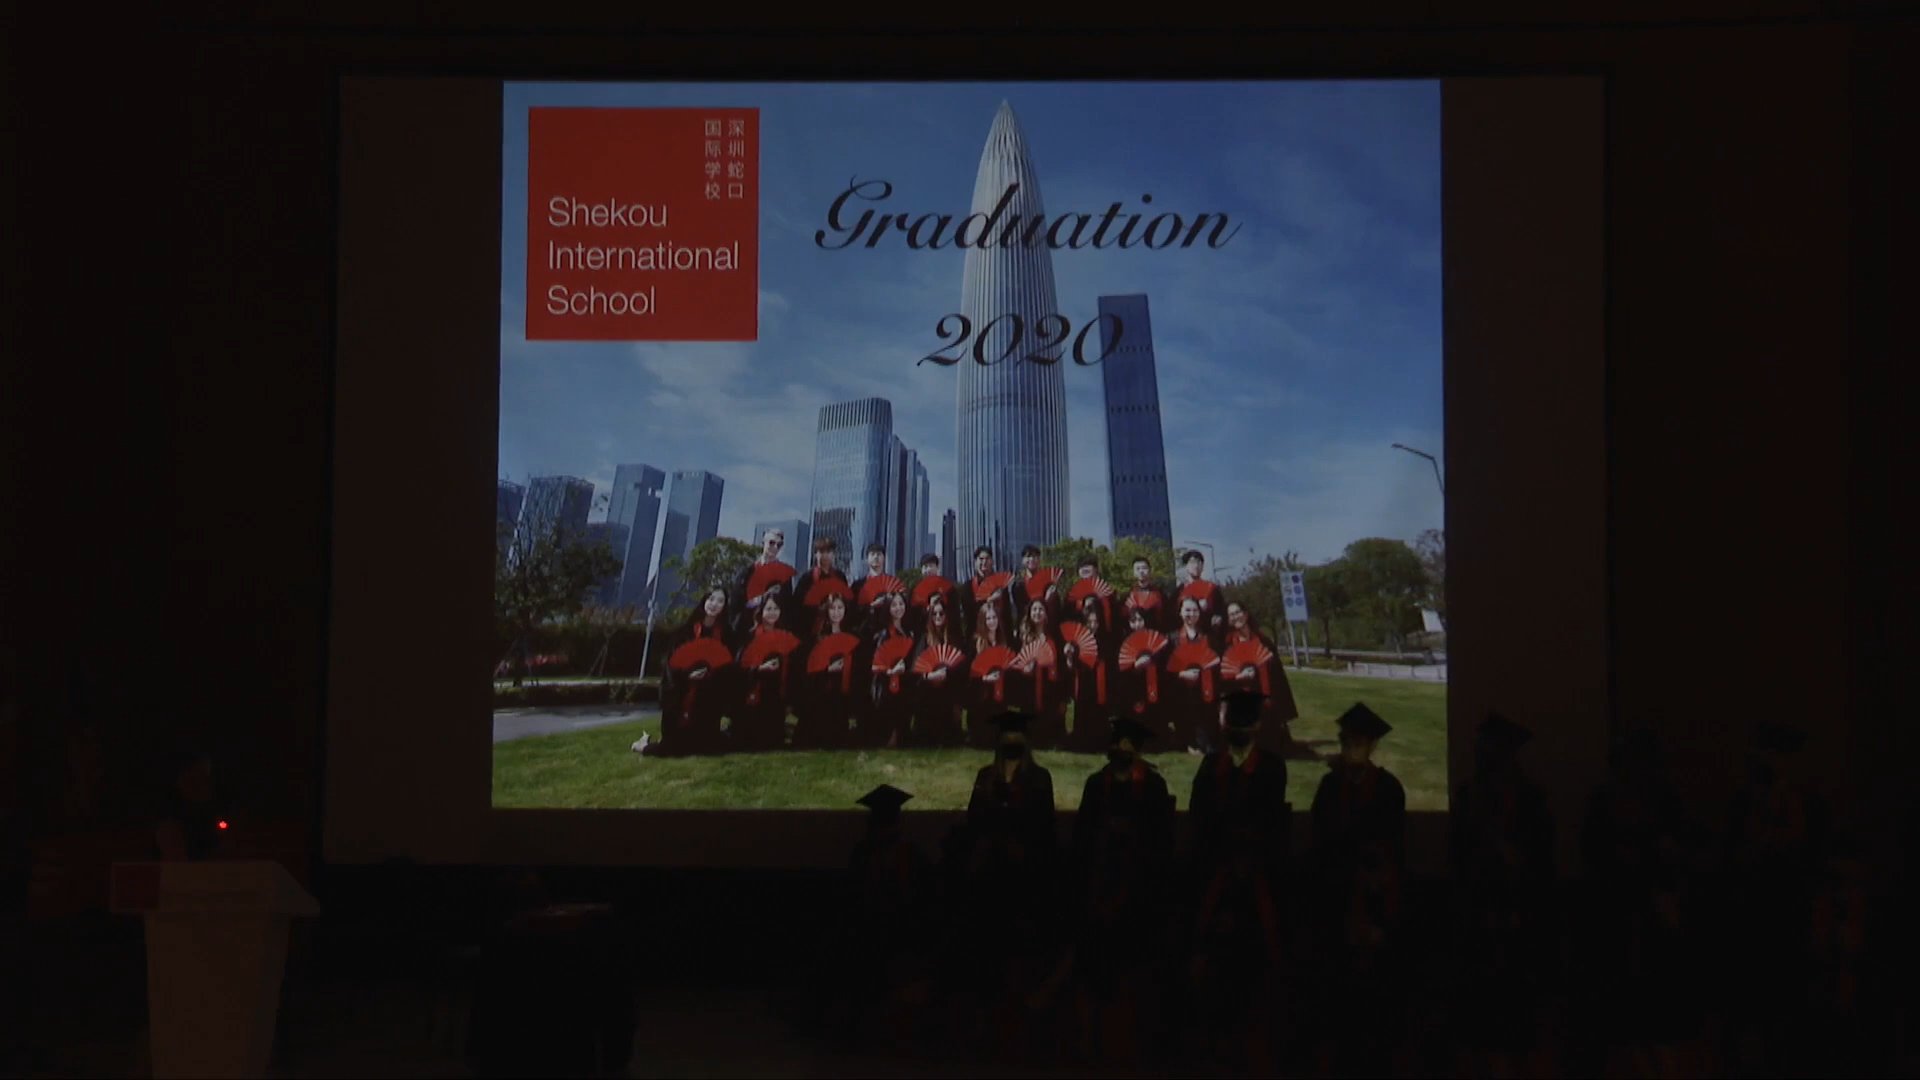 深圳蛇口
国际学校
Shekou
International
School
Graduation
2020